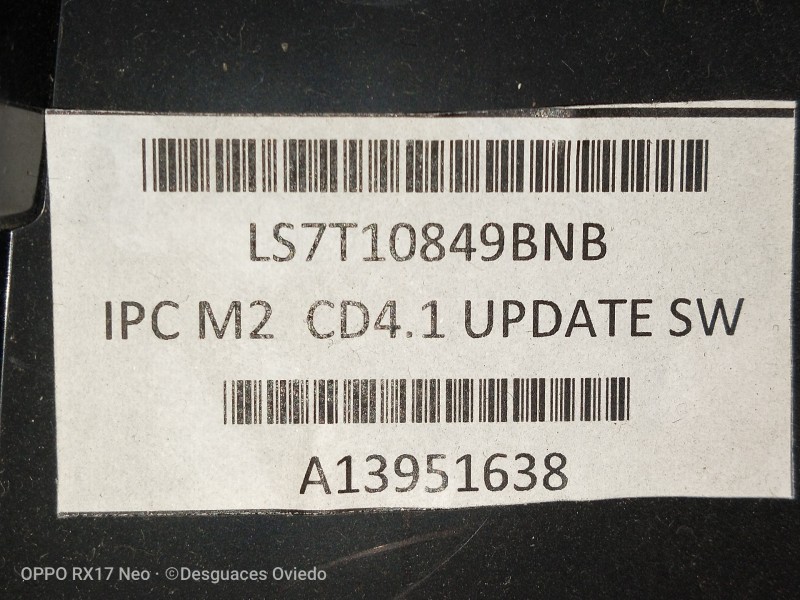 LS7T10849BNB
IPC M2  CD4.1 UPDATE SW
A13951638
OPPO RX17 Neo · ©Desguaces Oviedo